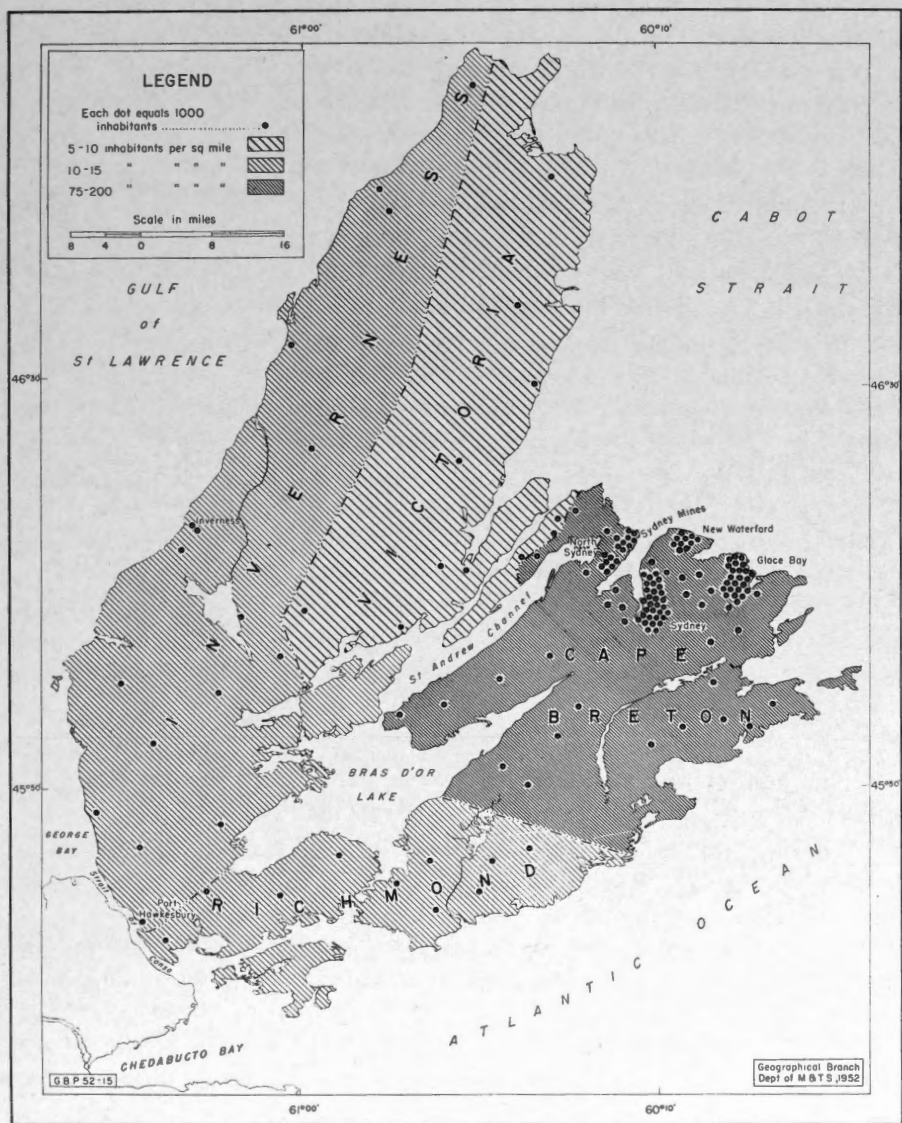 61°00′
60°10′
LEGEND
Each dot equals 1000
inhabitants
5-10 inhabitants per sq mile
10-15 " " " "
75-200 " " " "
Scale in miles
8 4 0 8 16
CABOT
STRAIT
GULF
of
St LAWRENCE
46°30′
46°30′
INVERNESS
VICTORIA
Inverness
Sydney Mines
New Waterford
North
Sydney
Glace Bay
Sydney
St Andrew Channel
CAPE
BRETON
BRAS D'OR
LAKE
45°50′
45°50′
GEORGE
BAY
RICHMOND
Strait
Port
Hawkesbury
Canso
ATLANTIC OCEAN
CHEDABUCTO BAY
GBP 52-15
Geographical Branch
Dept of M & T S, 1952
61°00′
60°10′